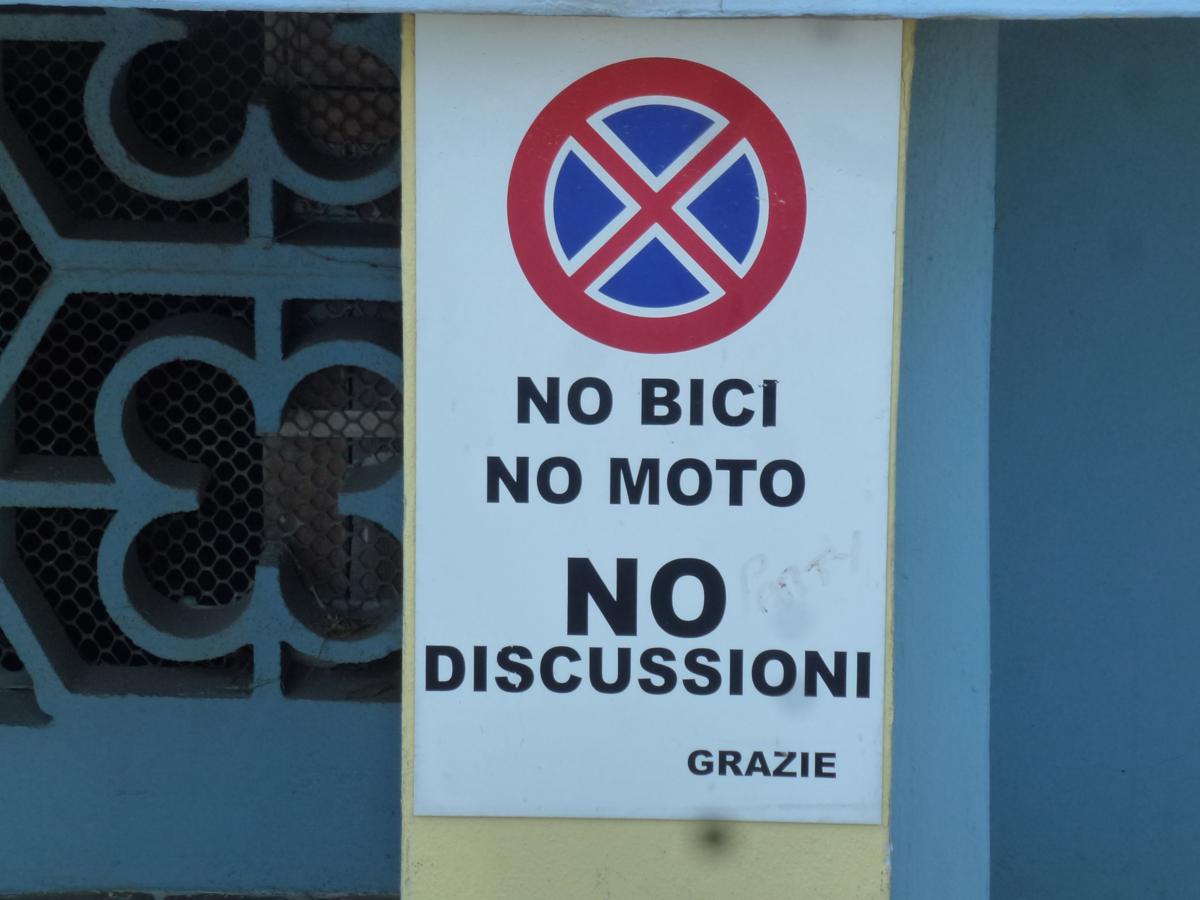 NO BICI
NO MOTO
NO
DISCUSSIONI
GRAZIE